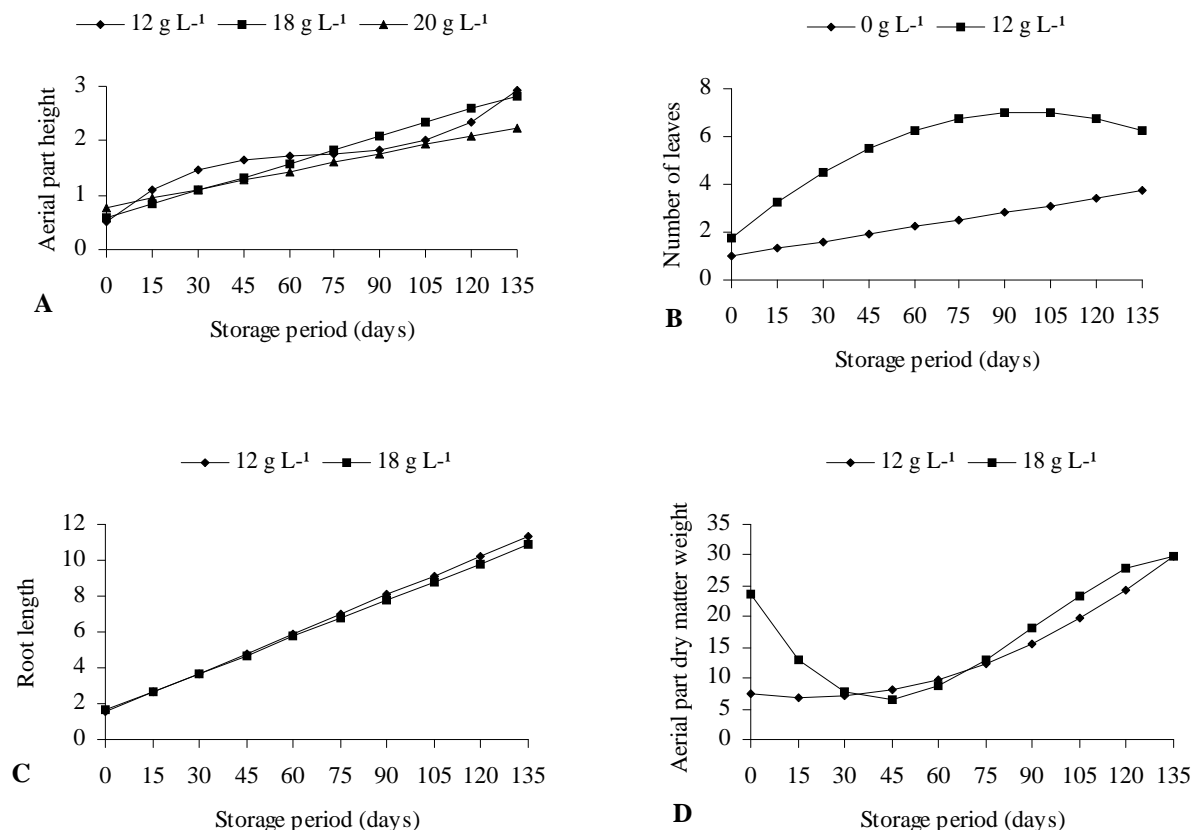 12 g L-¹ 18 g L-¹ 20 g L-¹
Aerial part height
3
2
1
0
0 15 30 45 60 75 90 105 120 135
A
Storage period (days)
0 g L-¹ 12 g L-¹
Number of leaves
8
6
4
2
0
0 15 30 45 60 75 90 105 120 135
B
Storage period (days)
12 g L-¹ 18 g L-¹
Root length
12
10
8
6
4
2
0
0 15 30 45 60 75 90 105 120 135
C
Storage period (days)
12 g L-¹ 18 g L-¹
Aerial part dry matter weight
35
30
25
20
15
10
5
0
0 15 30 45 60 75 90 105 120 135
D
Storage period (days)